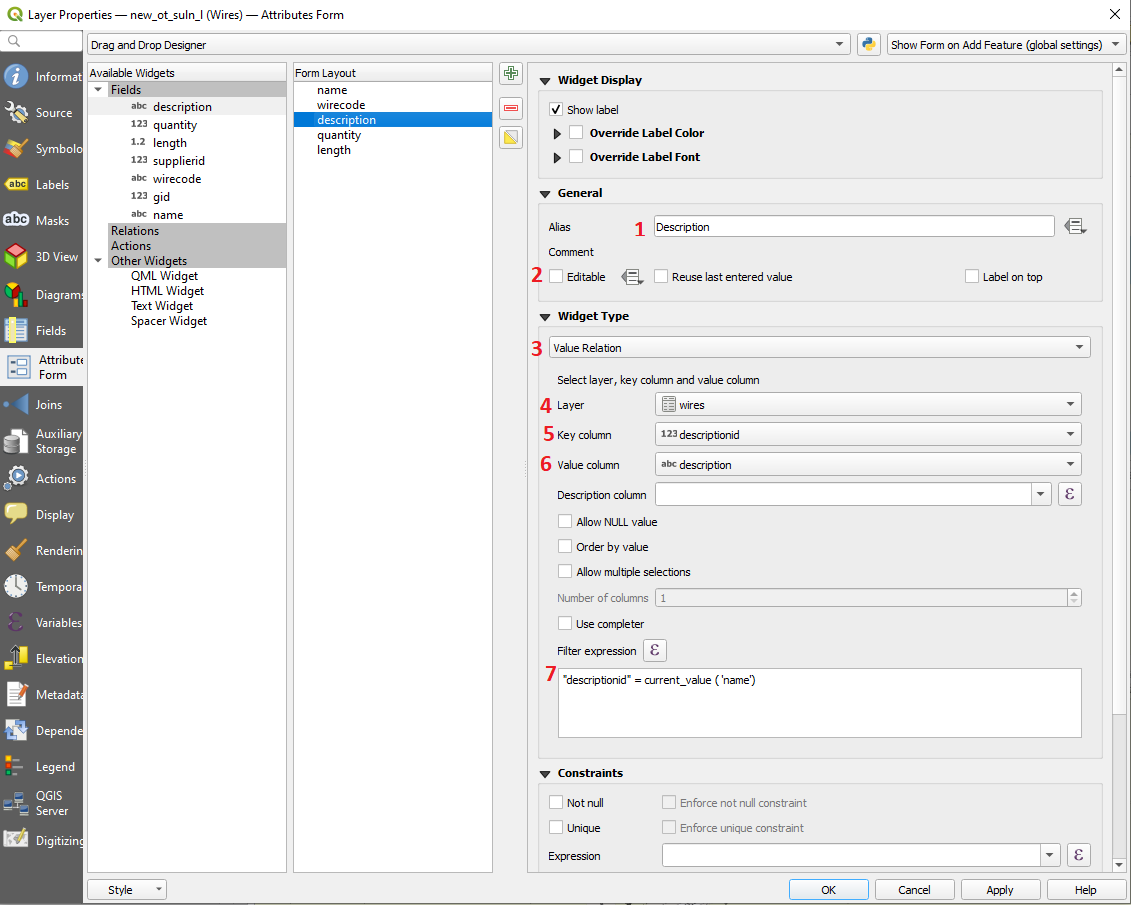 Layer Properties — new_ot_suln_l (Wires) — Attributes Form
Drag and Drop Designer
Show Form on Add Feature (global settings)
Informat
Source
Symbolo
Labels
Masks
3D View
Diagrams
Fields
Attribute
Form
Joins
Auxiliary
Storage
Actions
Display
Renderin
Tempora
Variables
Elevation
Metadata
Depende
Legend
QGIS
Server
Digitizing
Available Widgets
Fields
abc description
123 quantity
1.2 length
123 supplierid
abc wirecode
123 gid
abc name
Relations
Actions
Other Widgets
QML Widget
HTML Widget
Text Widget
Spacer Widget
Form Layout
name
wirecode
description
quantity
length
Widget Display
Show label
Override Label Color
Override Label Font
General
Alias 1 Description
Comment
2 Editable Reuse last entered value Label on top
Widget Type
3 Value Relation
Select layer, key column and value column
4 Layer wires
5 Key column 123 descriptionid
6 Value column abc description
Description column ε
Allow NULL value
Order by value
Allow multiple selections
Number of columns 1
Use completer
Filter expression ε
7 "descriptionid" = current_value ( 'name')
Constraints
Not null Enforce not null constraint
Unique Enforce unique constraint
Expression ε
Style OK Cancel Apply Help